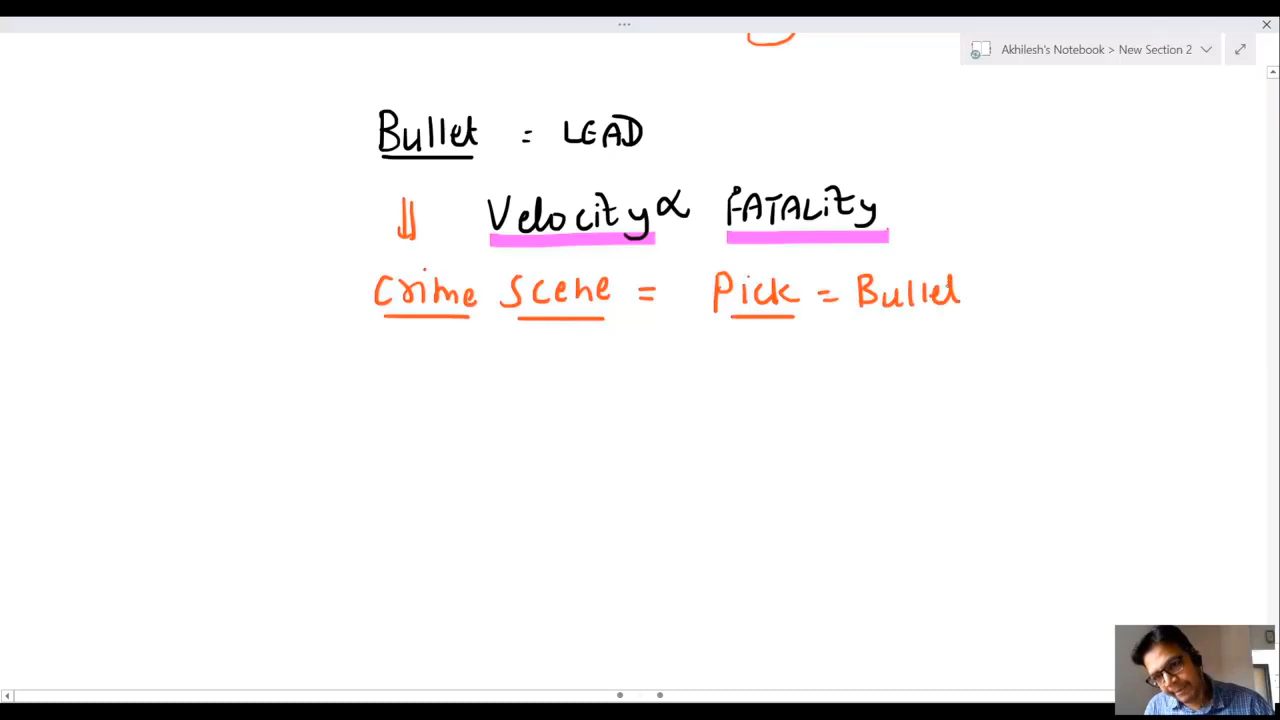 Akhilesh's Notebook > New Section 2
Bullet = LEAD
Velocity ∝ FATALiTy
Crime Scene = Pick = Bullet